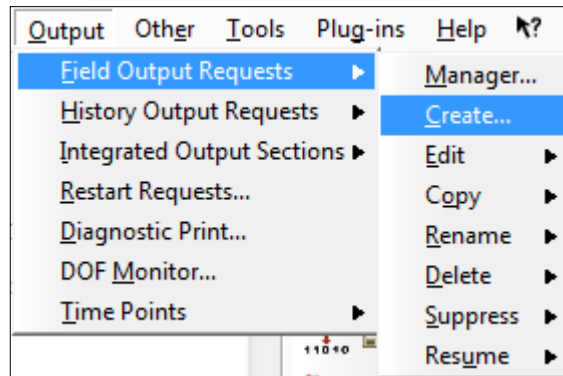 Output Other Tools Plug-ins Help ?
Field Output Requests
History Output Requests
Integrated Output Sections
Restart Requests...
Diagnostic Print...
DOF Monitor...
Time Points
Manager...
Create...
Edit
Copy
Rename
Delete
Suppress
Resume
11010